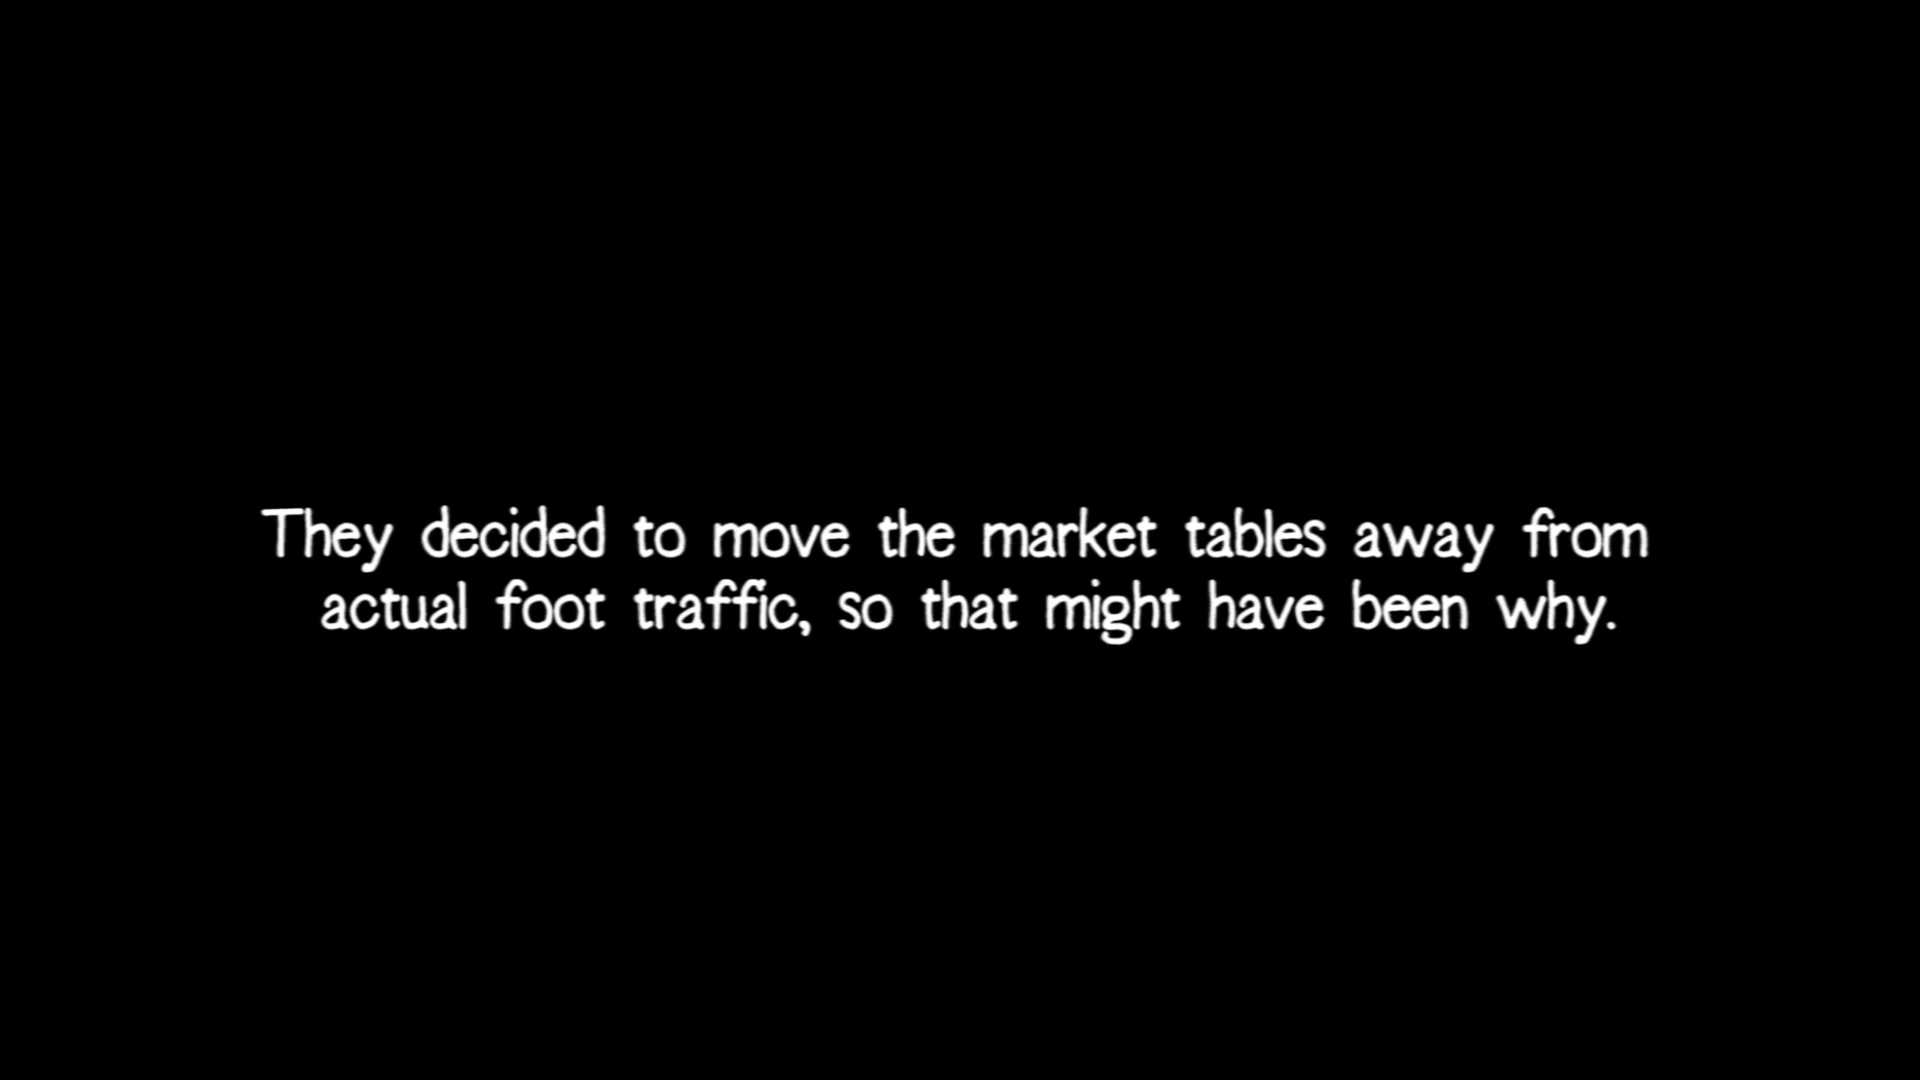 They decided to move the market tables away from
actual foot traffic, so that might have been why.